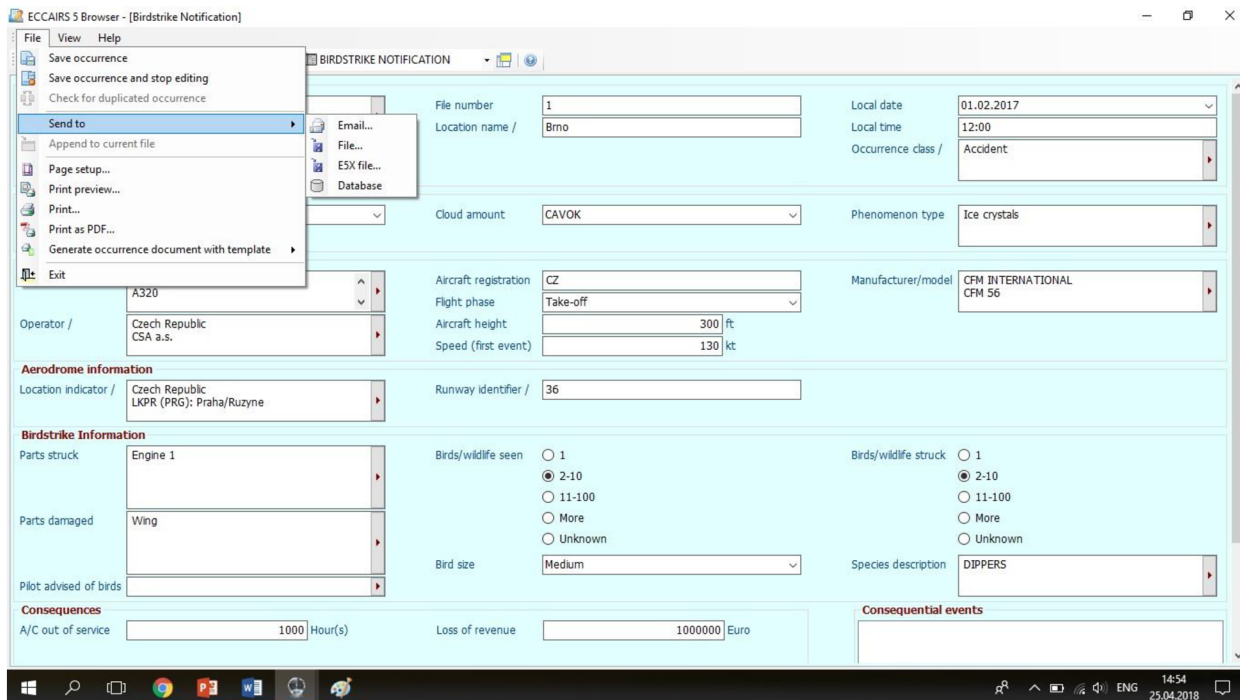 ECCAIRS 5 Browser - [Birdstrike Notification]
File View Help
Save occurrence
BIRDSTRIKE NOTIFICATION
Save occurrence and stop editing
Check for duplicated occurrence
Send to
Append to current file
Page setup...
Print preview...
Print...
Print as PDF...
Generate occurrence document with template
Exit
Email...
File...
E5X file...
Database
File number 1
Local date 01.02.2017
Location name / Brno
Local time 12:00
Occurrence class / Accident
Cloud amount CAVOK
Phenomenon type Ice crystals
A320
Aircraft registration CZ
Manufacturer/model CFM INTERNATIONAL
CFM 56
Flight phase Take-off
Operator / Czech Republic
CSA a.s.
Aircraft height 300 ft
Speed (first event) 130 kt
Aerodrome information
Location indicator / Czech Republic
LKPR (PRG): Praha/Ruzyne
Runway identifier / 36
Birdstrike Information
Parts struck Engine 1
Birds/wildlife seen 1
2-10
11-100
More
Unknown
Birds/wildlife struck 1
2-10
11-100
More
Unknown
Parts damaged Wing
Bird size Medium
Species description DIPPERS
Pilot advised of birds
Consequences
A/C out of service 1000 Hour(s)
Loss of revenue 1000000 Euro
Consequential events
ENG
14:54
25.04.2018